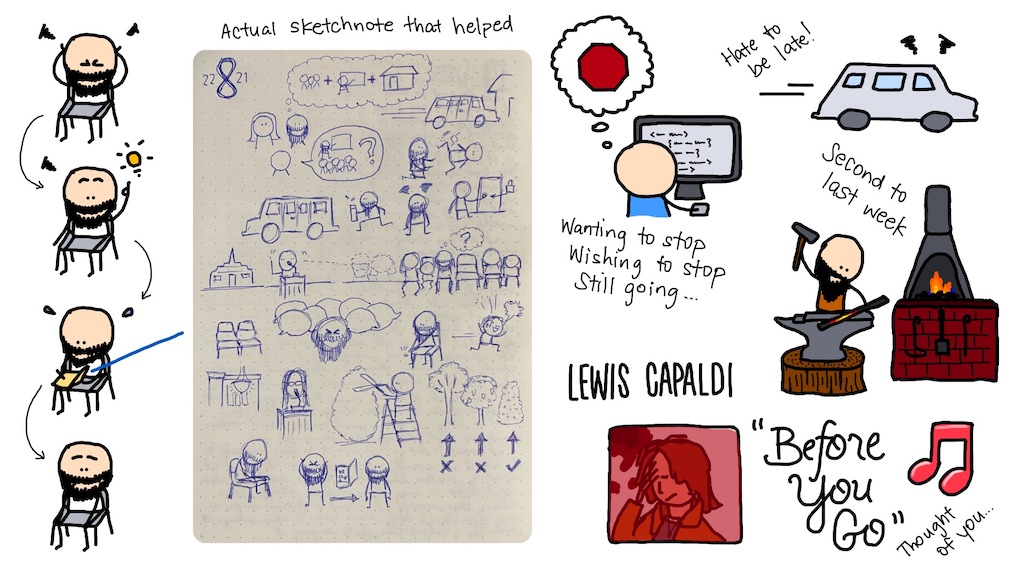 Actual sketchnote that helped
22 8 21
?
?
Hate to
be late!
Wanting to stop
Wishing to stop
Still going...
Second to
last week
LEWIS CAPALDI
"Before
You
Go"
Thought
of you...